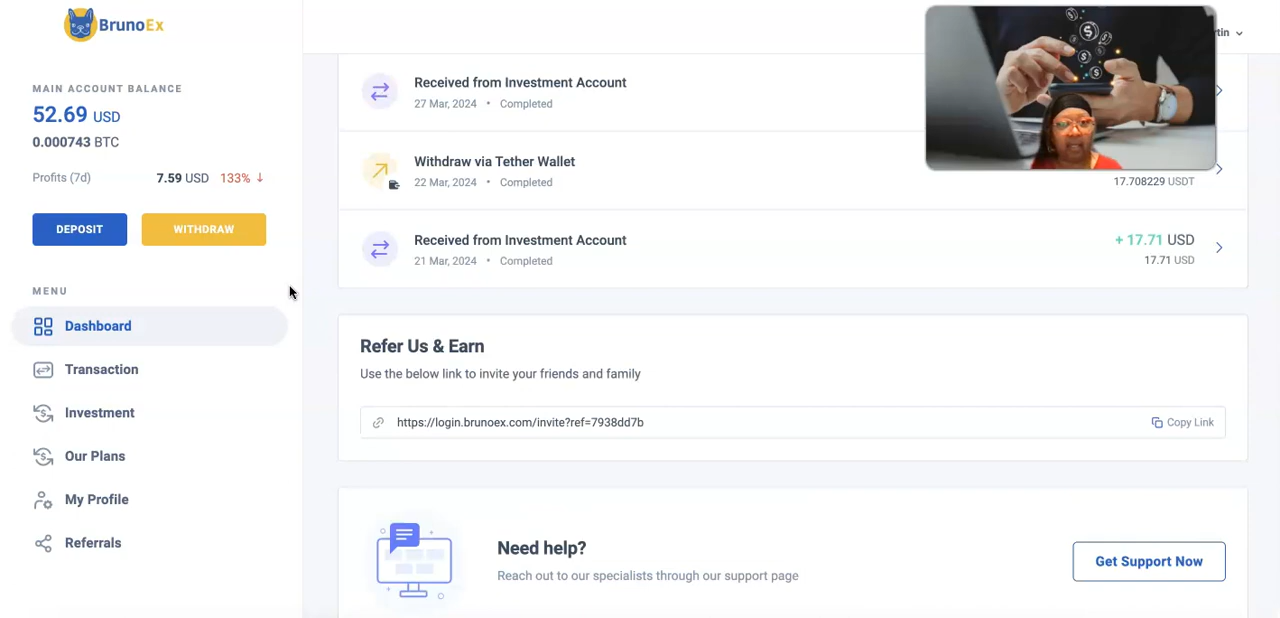 BrunoEx
MAIN ACCOUNT BALANCE
52.69 USD
0.000743 BTC
Profits (7d) 7.59 USD 133% ↓
DEPOSIT WITHDRAW
MENU
Dashboard
Transaction
Investment
Our Plans
My Profile
Referrals
tin
Received from Investment Account
27 Mar, 2024 • Completed
Withdraw via Tether Wallet
22 Mar, 2024 • Completed
17.708229 USDT
Received from Investment Account
+ 17.71 USD
21 Mar, 2024 • Completed
17.71 USD
Refer Us & Earn
Use the below link to invite your friends and family
https://login.brunoex.com/invite?ref=7938dd7b
Copy Link
Need help?
Reach out to our specialists through our support page
Get Support Now